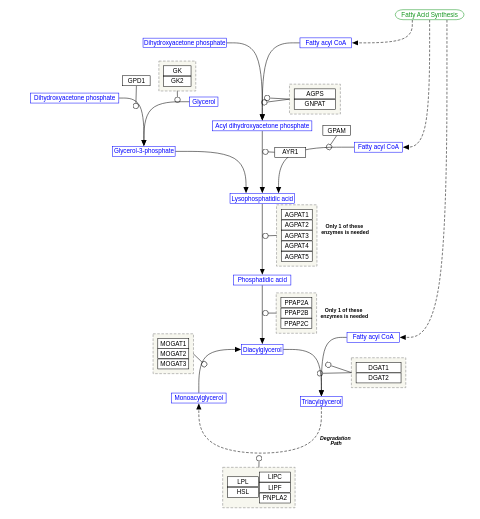 Fatty Acid Synthesis
Dihydroxyacetone phosphate
Fatty acyl CoA
GK
GK2
GPD1
AGPS
GNPAT
Dihydroxyacetone phosphate
Glycerol
Acyl dihydroxyacetone phosphate
GPAM
Glycerol-3-phosphate
AYR1
Fatty acyl CoA
Lysophosphatidic acid
AGPAT1
AGPAT2
AGPAT3
AGPAT4
AGPAT5
Only 1 of these
enzymes is needed
Phosphatidic acid
PPAP2A
PPAP2B
PPAP2C
Only 1 of these
enzymes is needed
Fatty acyl CoA
MOGAT1
MOGAT2
MOGAT3
Diacylglycerol
DGAT1
DGAT2
Monoacylglycerol
Triacylglycerol
Degradation
Path
LPL
HSL
LIPC
LIPF
PNPLA2